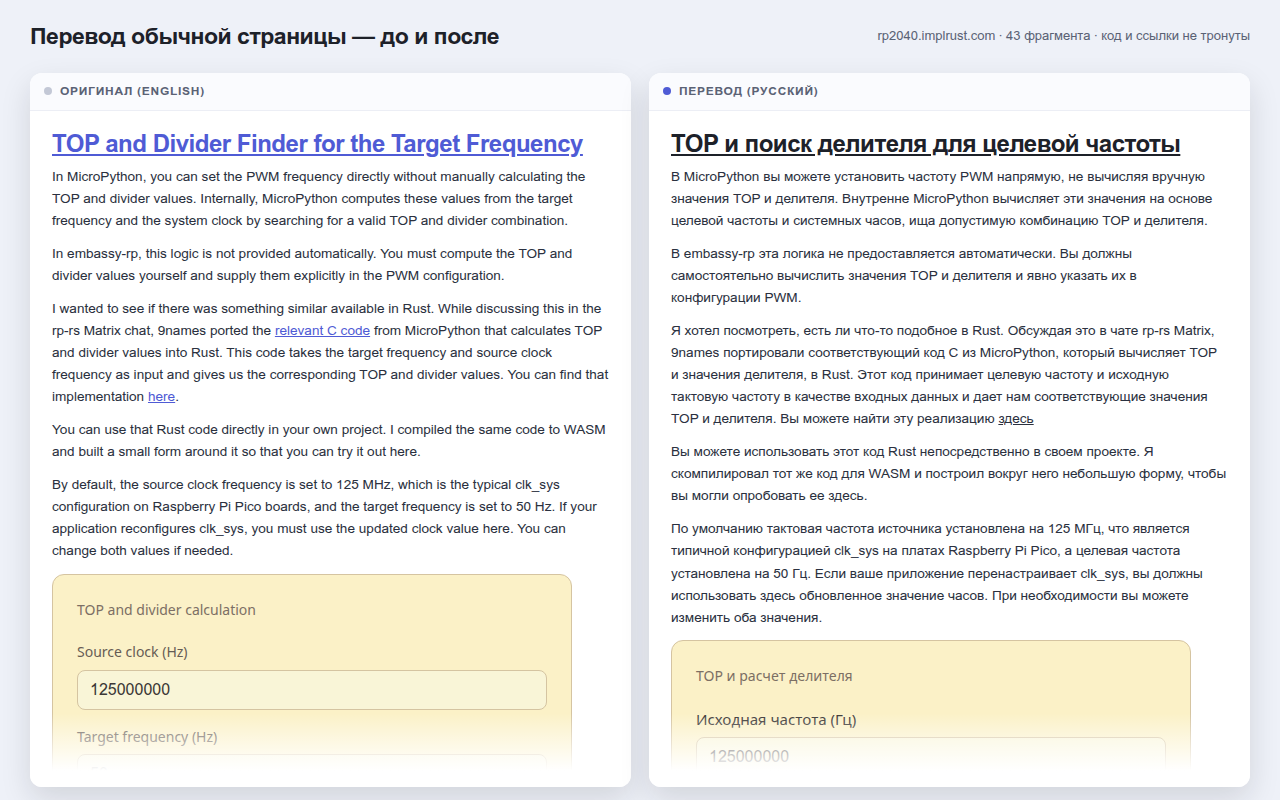 Перевод обычной страницы — до и после
rp2040.implrust.com · 43 фрагмента · код и ссылки не тронуты
ОРИГИНАЛ (ENGLISH)
TOP and Divider Finder for the Target Frequency
In MicroPython, you can set the PWM frequency directly without manually calculating the
TOP and divider values. Internally, MicroPython computes these values from the target
frequency and the system clock by searching for a valid TOP and divider combination.
In embassy-rp, this logic is not provided automatically. You must compute the TOP and
divider values yourself and supply them explicitly in the PWM configuration.
I wanted to see if there was something similar available in Rust. While discussing this in the
rp-rs Matrix chat, 9names ported the relevant C code from MicroPython that calculates TOP
and divider values into Rust. This code takes the target frequency and source clock
frequency as input and gives us the corresponding TOP and divider values. You can find that
implementation here.
You can use that Rust code directly in your own project. I compiled the same code to WASM
and built a small form around it so that you can try it out here.
By default, the source clock frequency is set to 125 MHz, which is the typical clk_sys
configuration on Raspberry Pi Pico boards, and the target frequency is set to 50 Hz. If your
application reconfigures clk_sys, you must use the updated clock value here. You can
change both values if needed.
TOP and divider calculation
Source clock (Hz)
125000000
Target frequency (Hz)
ПЕРЕВОД (РУССКИЙ)
TOP и поиск делителя для целевой частоты
В MicroPython вы можете установить частоту PWM напрямую, не вычисляя вручную
значения TOP и делителя. Внутренне MicroPython вычисляет эти значения на основе
целевой частоты и системных часов, ища допустимую комбинацию TOP и делителя.
В embassy-rp эта логика не предоставляется автоматически. Вы должны
самостоятельно вычислить значения TOP и делителя и явно указать их в
конфигурации PWM.
Я хотел посмотреть, есть ли что-то подобное в Rust. Обсуждая это в чате rp-rs Matrix,
9names портировали соответствующий код C из MicroPython, который вычисляет TOP
и значения делителя, в Rust. Этот код принимает целевую частоту и исходную
тактовую частоту в качестве входных данных и дает нам соответствующие значения
TOP и делителя. Вы можете найти эту реализацию здесь
Вы можете использовать этот код Rust непосредственно в своем проекте. Я
скомпилировал тот же код для WASM и построил вокруг него небольшую форму, чтобы
вы могли опробовать ее здесь.
По умолчанию тактовая частота источника установлена на 125 МГц, что является
типичной конфигурацией clk_sys на платах Raspberry Pi Pico, а целевая частота
установлена на 50 Гц. Если ваше приложение перенастраивает clk_sys, вы должны
использовать здесь обновленное значение часов. При необходимости вы можете
изменить оба значения.
TOP и расчет делителя
Исходная частота (Гц)
125000000